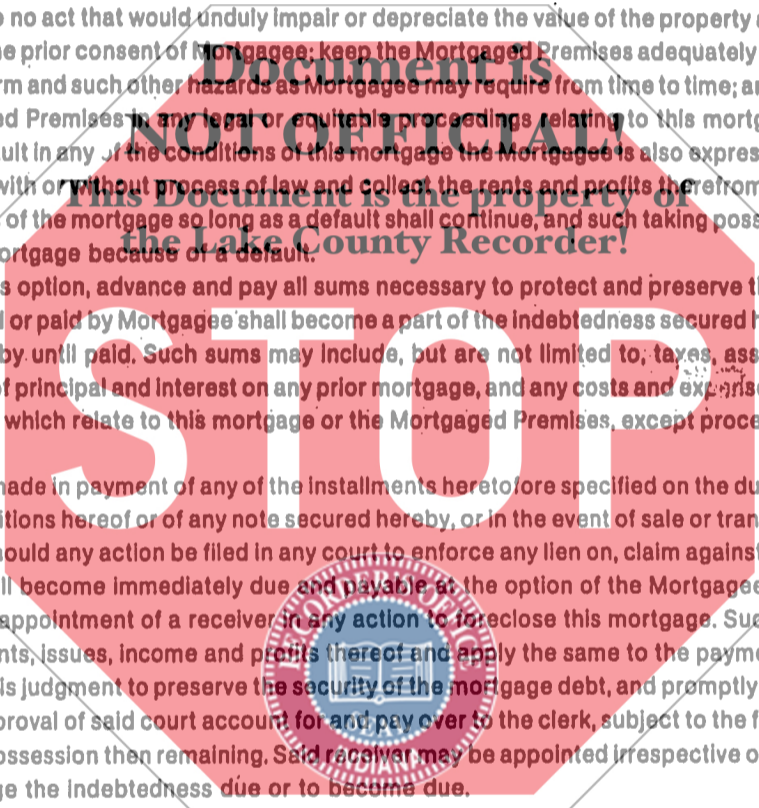 no act that would unduly impair or depreciate the value of the property
e prior consent of Mortgagee; keep the Mortgaged Premises adequately
Document is
rm and such other hazards as Mortgagee may require from time to time; an
ed Premises in any legal or equitable proceedings relating to this mortg
NOT OFFICIAL!
ult in any of the conditions of this mortgage the Mortgagee is also expres
with or without process of law and collect the rents and profits therefrom
This Document is the property of
of the mortgage so long as a default shall continue, and such taking poss
the Lake County Recorder!
ortgage because of a default.
s option, advance and pay all sums necessary to protect and preserve t
l or paid by Mortgagee shall become a part of the indebtedness secured h
by until paid. Such sums may include, but are not limited to, taxes, ass
STOP
f principal and interest on any prior mortgage, and any costs and expense
which relate to this mortgage or the Mortgaged Premises, except proce
made in payment of any of the installments heretofore specified on the du
itions hereof or of any note secured hereby, or in the event of sale or tran
ould any action be filed in any court to enforce any lien on, claim against
ll become immediately due and payable at the option of the Mortgagee
appointment of a receiver in any action to foreclose this mortgage. Suc
nts, issues, income and profits thereof and apply the same to the payme
is judgment to preserve the security of the mortgage debt, and promptly
proval of said court account for and pay over to the clerk, subject to the f
ossession then remaining. Said receiver may be appointed irrespective o
ge the indebtedness due or to become due.
RECORDER'S OFFICE
SEAL
INDIANA